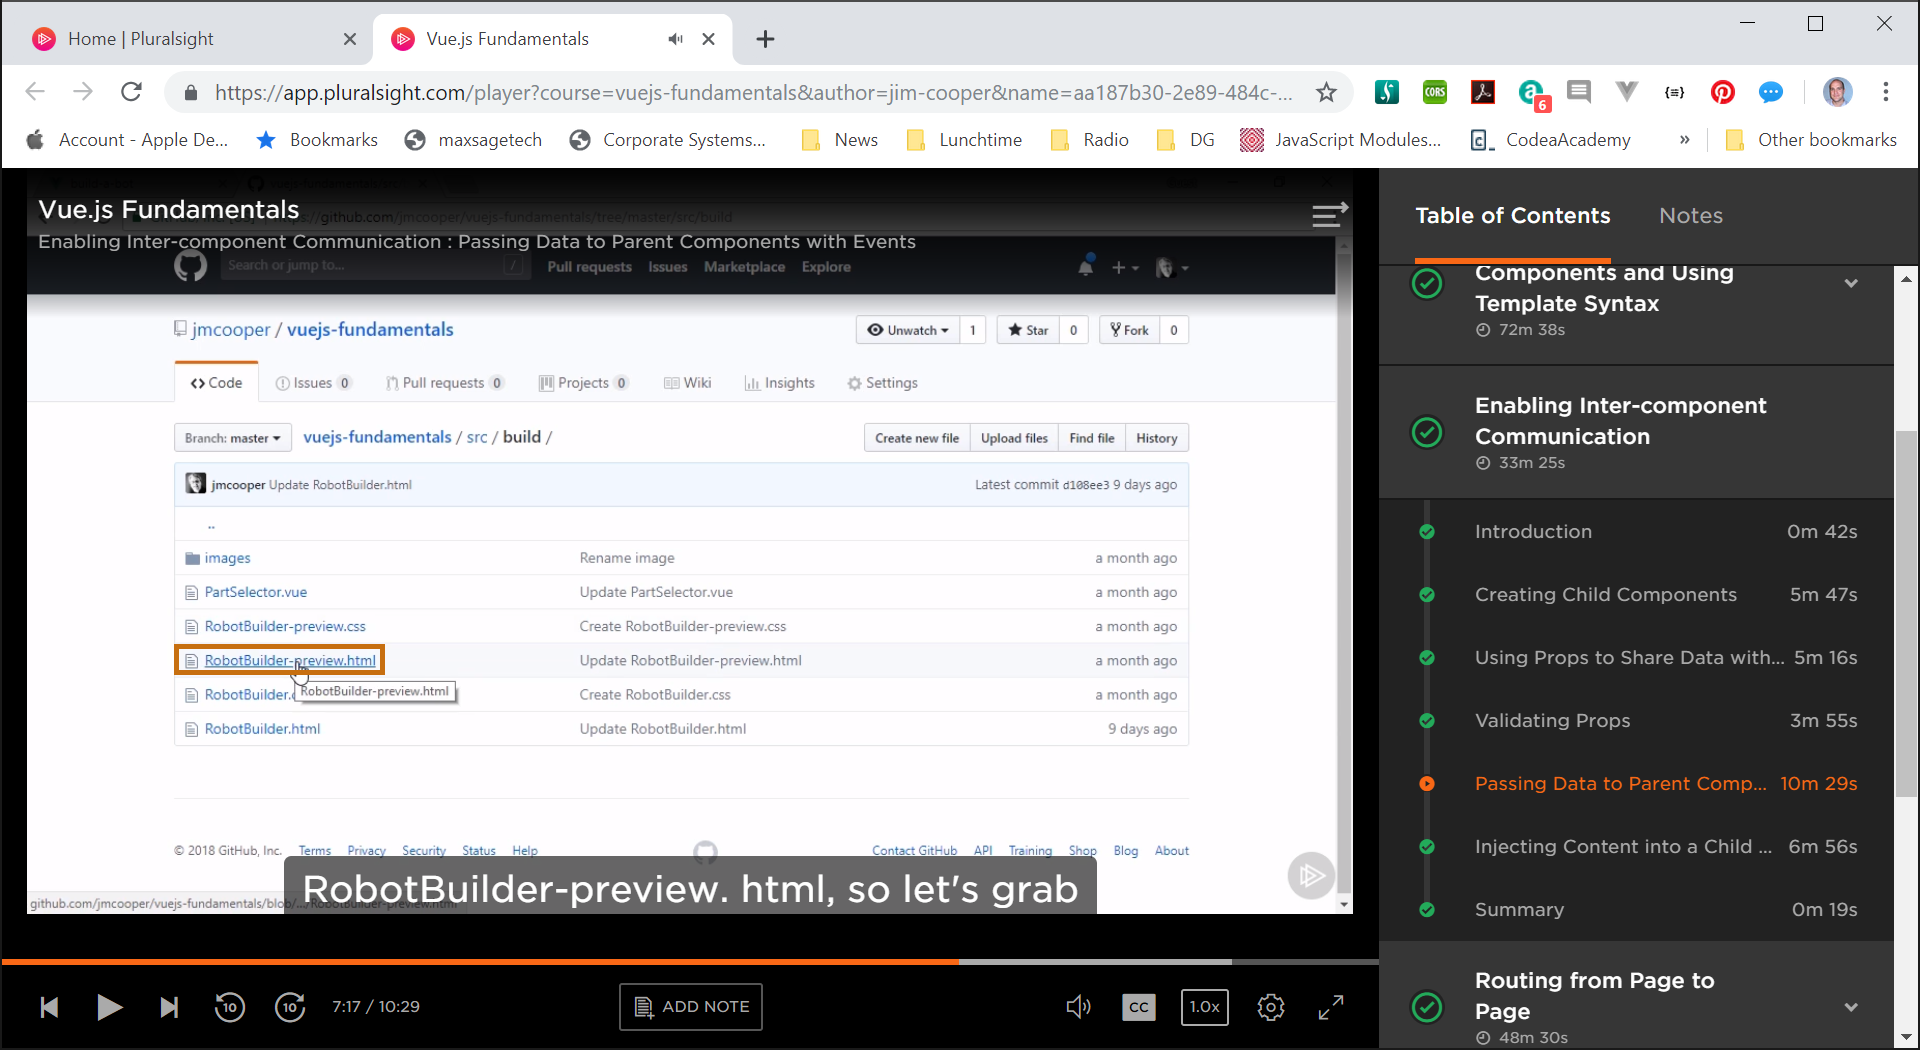 Home | Pluralsight
Vue.js Fundamentals
https://app.pluralsight.com/player?course=vuejs-fundamentals&author=jim-cooper&name=aa187b30-2e89-484c-...
CORS
6
{≡}
Account - Apple De...
Bookmarks
maxsagetech
Corporate Systems...
News
Lunchtime
Radio
DG
JavaScript Modules...
CodeaAcademy
»
Other bookmarks
Vue.js Fundamentals
://github.com/jmcooper/vuejs-fundamentals/tree/master/src/build
Enabling Inter-component Communication : Passing Data to Parent Components with Events
Search or jump to...
/
Pull requests
Issues
Marketplace
Explore
jmcooper / vuejs-fundamentals
Unwatch 1
Star 0
Fork 0
Code
Issues 0
Pull requests 0
Projects 0
Wiki
Insights
Settings
Branch: master
vuejs-fundamentals / src / build /
Create new file
Upload files
Find file
History
jmcooper Update RobotBuilder.html
Latest commit d108ee3 9 days ago
..
images Rename image a month ago
PartSelector.vue Update PartSelector.vue a month ago
RobotBuilder-preview.css Create RobotBuilder-preview.css a month ago
RobotBuilder-preview.html Update RobotBuilder-preview.html a month ago
RobotBuilder. Create RobotBuilder.css a month ago
RobotBuilder-preview.html
RobotBuilder.html Update RobotBuilder.html 9 days ago
© 2018 GitHub, Inc.
Terms
Privacy
Security
Status
Help
Contact GitHub
API
Training
Shop
Blog
About
RobotBuilder-preview. html, so let's grab
github.com/jmcooper/vuejs-fundamentals/blob/.../RobotBuilder-preview.html
10
10
7:17 / 10:29
ADD NOTE
CC
1.0x
Table of Contents
Notes
Components and Using
Template Syntax
72m 38s
Enabling Inter-component
Communication
33m 25s
Introduction 0m 42s
Creating Child Components 5m 47s
Using Props to Share Data with... 5m 16s
Validating Props 3m 55s
Passing Data to Parent Comp... 10m 29s
Injecting Content into a Child ... 6m 56s
Summary 0m 19s
Routing from Page to
Page
48m 30s